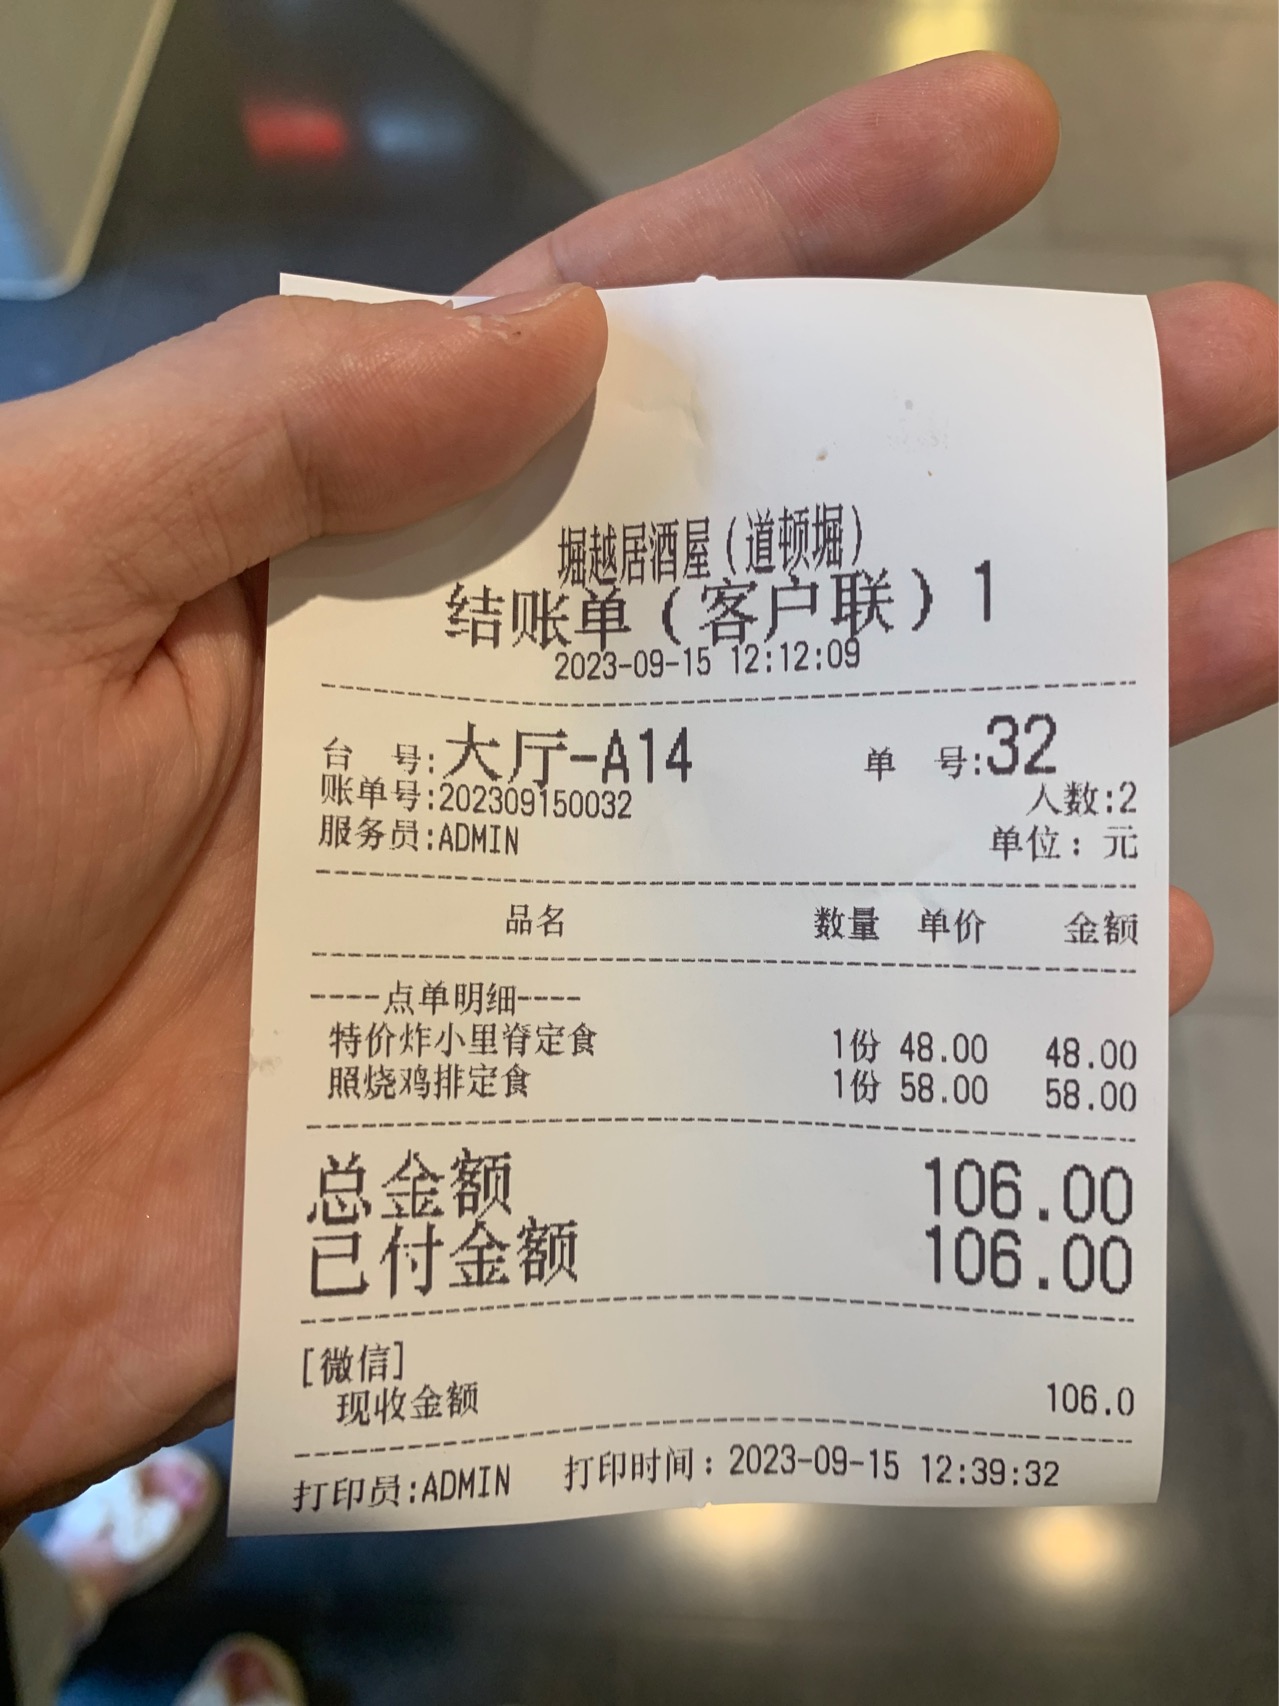 堀越居酒屋(道顿堀)
结账单(客户联)1
2023-09-15 12:12:09
台 号:大厅-A14 单 号:32
账单号:202309150032 人数:2
服务员:ADMIN 单位: 元
品名 数量 单价 金额
----点单明细----
特价炸小里脊定食 1份 48.00 48.00
照烧鸡排定食 1份 58.00 58.00
总金额 106.00
已付金额 106.00
[微信]
现收金额 106.0
打印员:ADMIN 打印时间: 2023-09-15 12:39:32